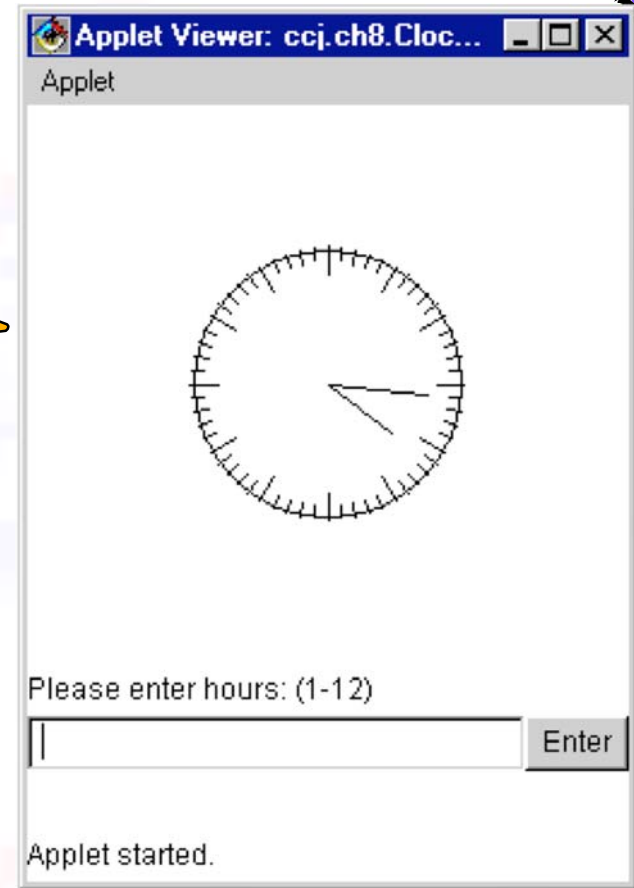 Applet Viewer: ccj.ch8.Cloc...
Applet
Please enter hours: (1-12)
Enter
Applet started.